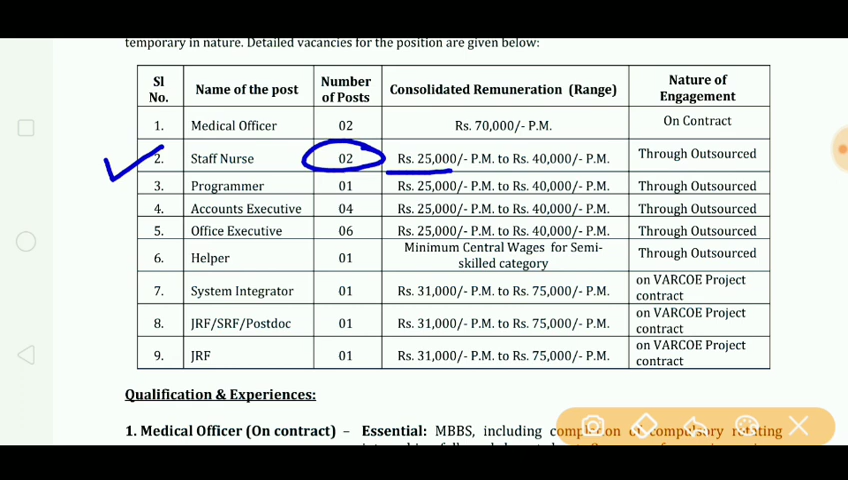 temporary in nature. Detailed vacancies for the position are given below:
Sl No. Name of the post Number of Posts Consolidated Remuneration (Range) Nature of Engagement
1. Medical Officer 02 Rs. 70,000/- P.M. On Contract
2. Staff Nurse 02 Rs. 25,000/- P.M. to Rs. 40,000/- P.M. Through Outsourced
3. Programmer 01 Rs. 25,000/- P.M. to Rs. 40,000/- P.M. Through Outsourced
4. Accounts Executive 04 Rs. 25,000/- P.M. to Rs. 40,000/- P.M. Through Outsourced
5. Office Executive 06 Rs. 25,000/- P.M. to Rs. 40,000/- P.M. Through Outsourced
6. Helper 01 Minimum Central Wages for Semi-skilled category Through Outsourced
7. System Integrator 01 Rs. 31,000/- P.M. to Rs. 75,000/- P.M. on VARCOE Project contract
8. JRF/SRF/Postdoc 01 Rs. 31,000/- P.M. to Rs. 75,000/- P.M. on VARCOE Project contract
9. JRF 01 Rs. 31,000/- P.M. to Rs. 75,000/- P.M. on VARCOE Project contract
Qualification & Experiences:
1. Medical Officer (On contract) – Essential: MBBS, including completion of compulsory rotating